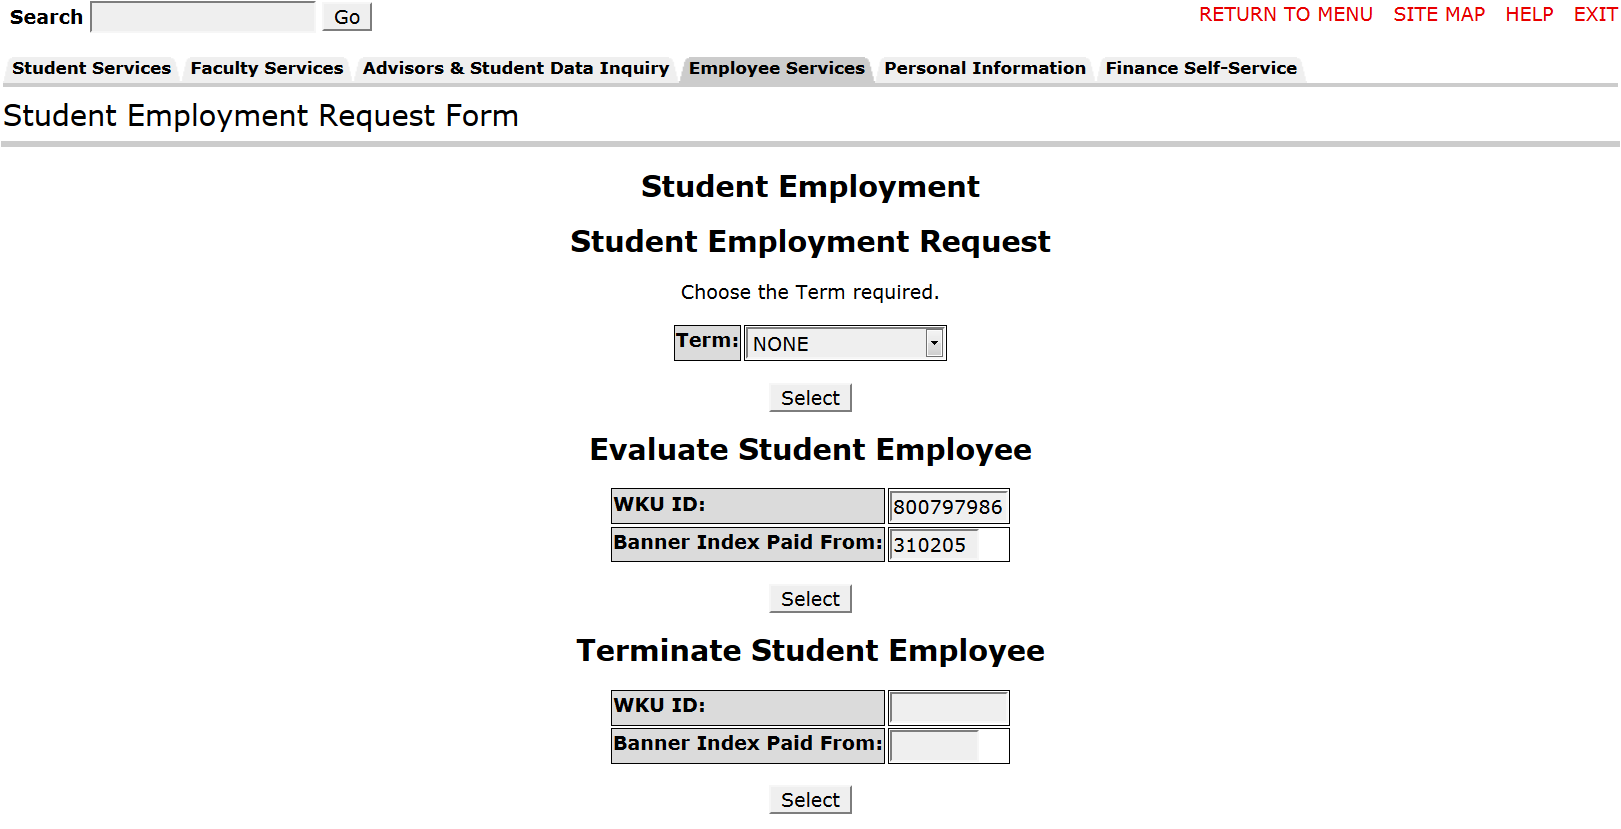 Search Go RETURN TO MENU SITE MAP HELP EXIT
Student Services Faculty Services Advisors & Student Data Inquiry Employee Services Personal Information Finance Self-Service
Student Employment Request Form
Student Employment
Student Employment Request
Choose the Term required.
Term: NONE
Select
Evaluate Student Employee
WKU ID: 800797986
Banner Index Paid From: 310205
Select
Terminate Student Employee
WKU ID:
Banner Index Paid From:
Select